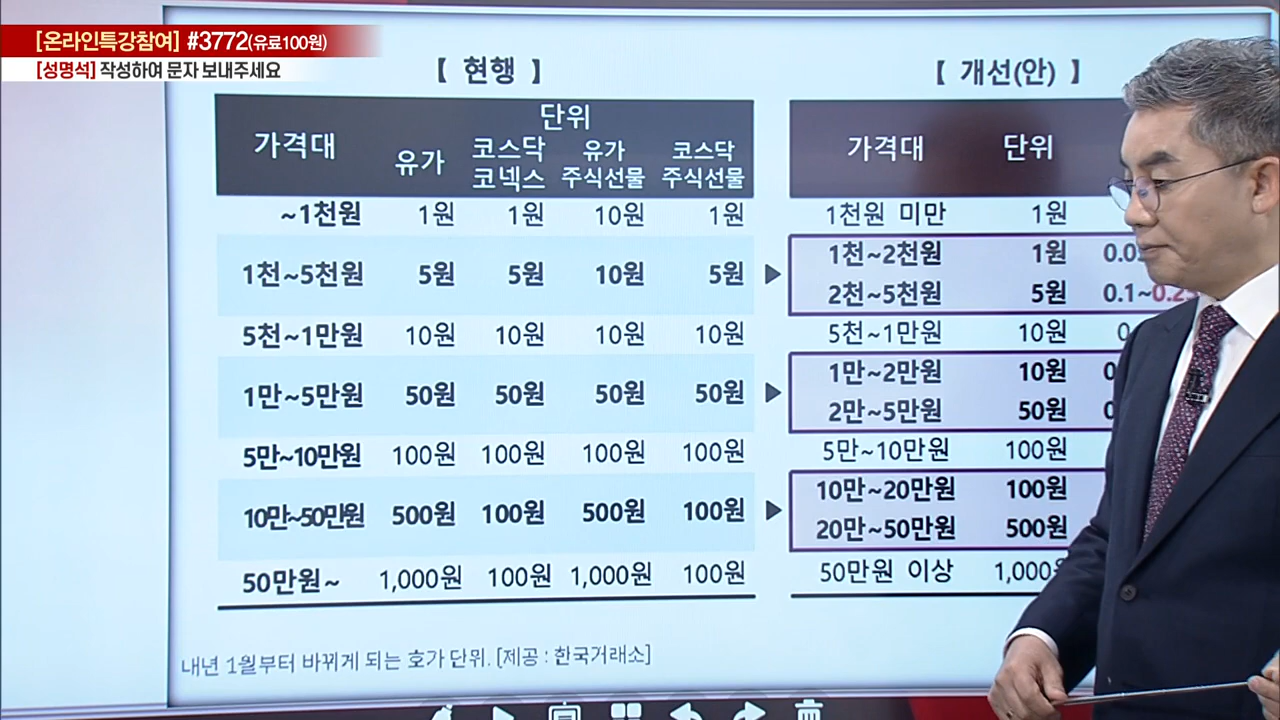 [온라인특강참여] #3772(유료100원)
[성명석] 작성하여 문자 보내주세요
【 현행 】
가격대 단위
유가 코스닥 코넥스 유가 주식선물 코스닥 주식선물
~1천원 1원 1원 10원 1원
1천~5천원 5원 5원 10원 5원
5천~1만원 10원 10원 10원 10원
1만~5만원 50원 50원 50원 50원
5만~10만원 100원 100원 100원 100원
10만~50만원 500원 100원 500원 100원
50만원~ 1,000원 100원 1,000원 100원
【 개선(안) 】
가격대 단위
1천원 미만 1원
1천~2천원 1원
2천~5천원 5원 0.1~
5천~1만원 10원
1만~2만원 10원
2만~5만원 50원
5만~10만원 100원
10만~20만원 100원
20만~50만원 500원
50만원 이상 1,000원
내년 1월부터 바뀌게 되는 호가 단위. [제공 : 한국거래소]